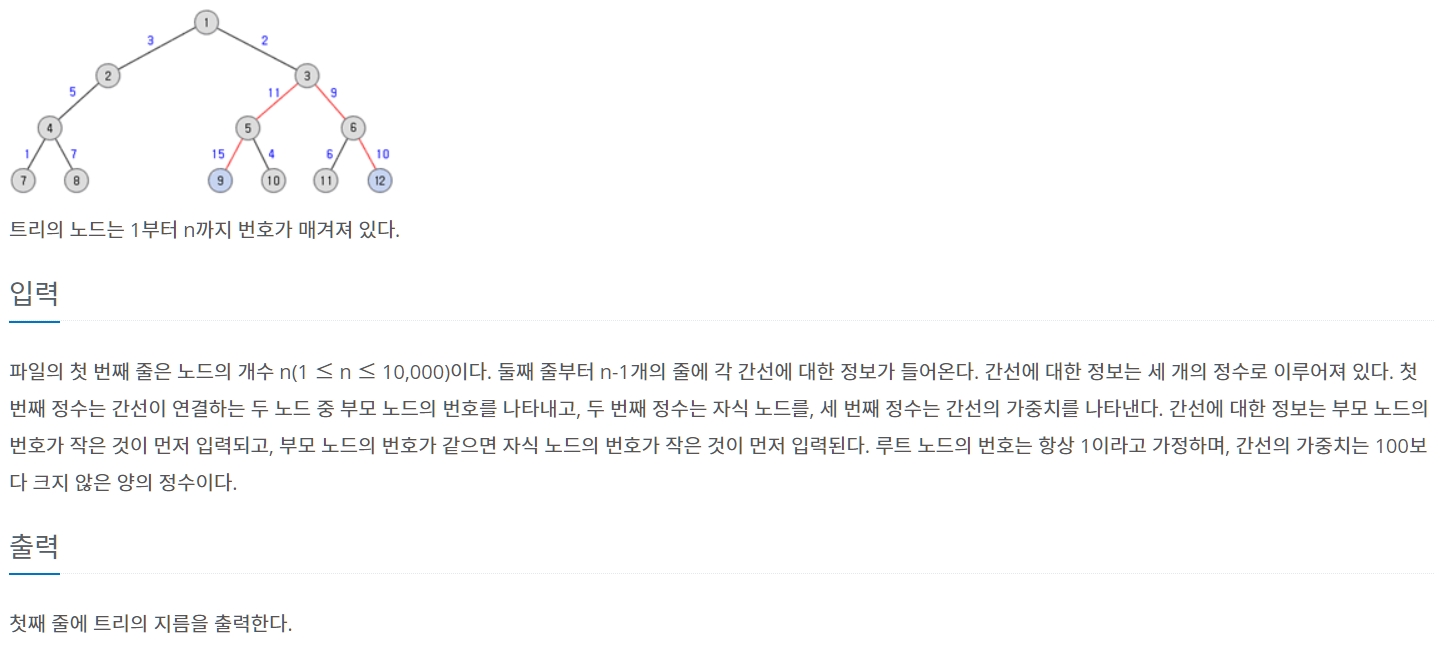 1
3 2
2 3
5 11 9
4 5 6
1 7 15 4 6 10
7 8 9 10 11 12
트리의 노드는 1부터 n까지 번호가 매겨져 있다.
입력
파일의 첫 번째 줄은 노드의 개수 n(1 ≤ n ≤ 10,000)이다. 둘째 줄부터 n-1개의 줄에 각 간선에 대한 정보가 들어온다. 간선에 대한 정보는 세 개의 정수로 이루어져 있다. 첫
번째 정수는 간선이 연결하는 두 노드 중 부모 노드의 번호를 나타내고, 두 번째 정수는 자식 노드를, 세 번째 정수는 간선의 가중치를 나타낸다. 간선에 대한 정보는 부모 노드의
번호가 작은 것이 먼저 입력되고, 부모 노드의 번호가 같으면 자식 노드의 번호가 작은 것이 먼저 입력된다. 루트 노드의 번호는 항상 1이라고 가정하며, 간선의 가중치는 100보
다 크지 않은 양의 정수이다.
출력
첫째 줄에 트리의 지름을 출력한다.